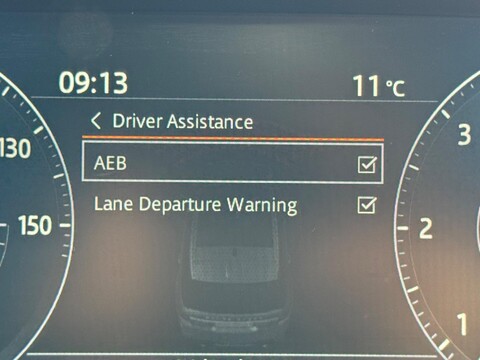 09:13 11°C
< Driver Assistance
AEB
Lane Departure Warning
130
150
3
2
1